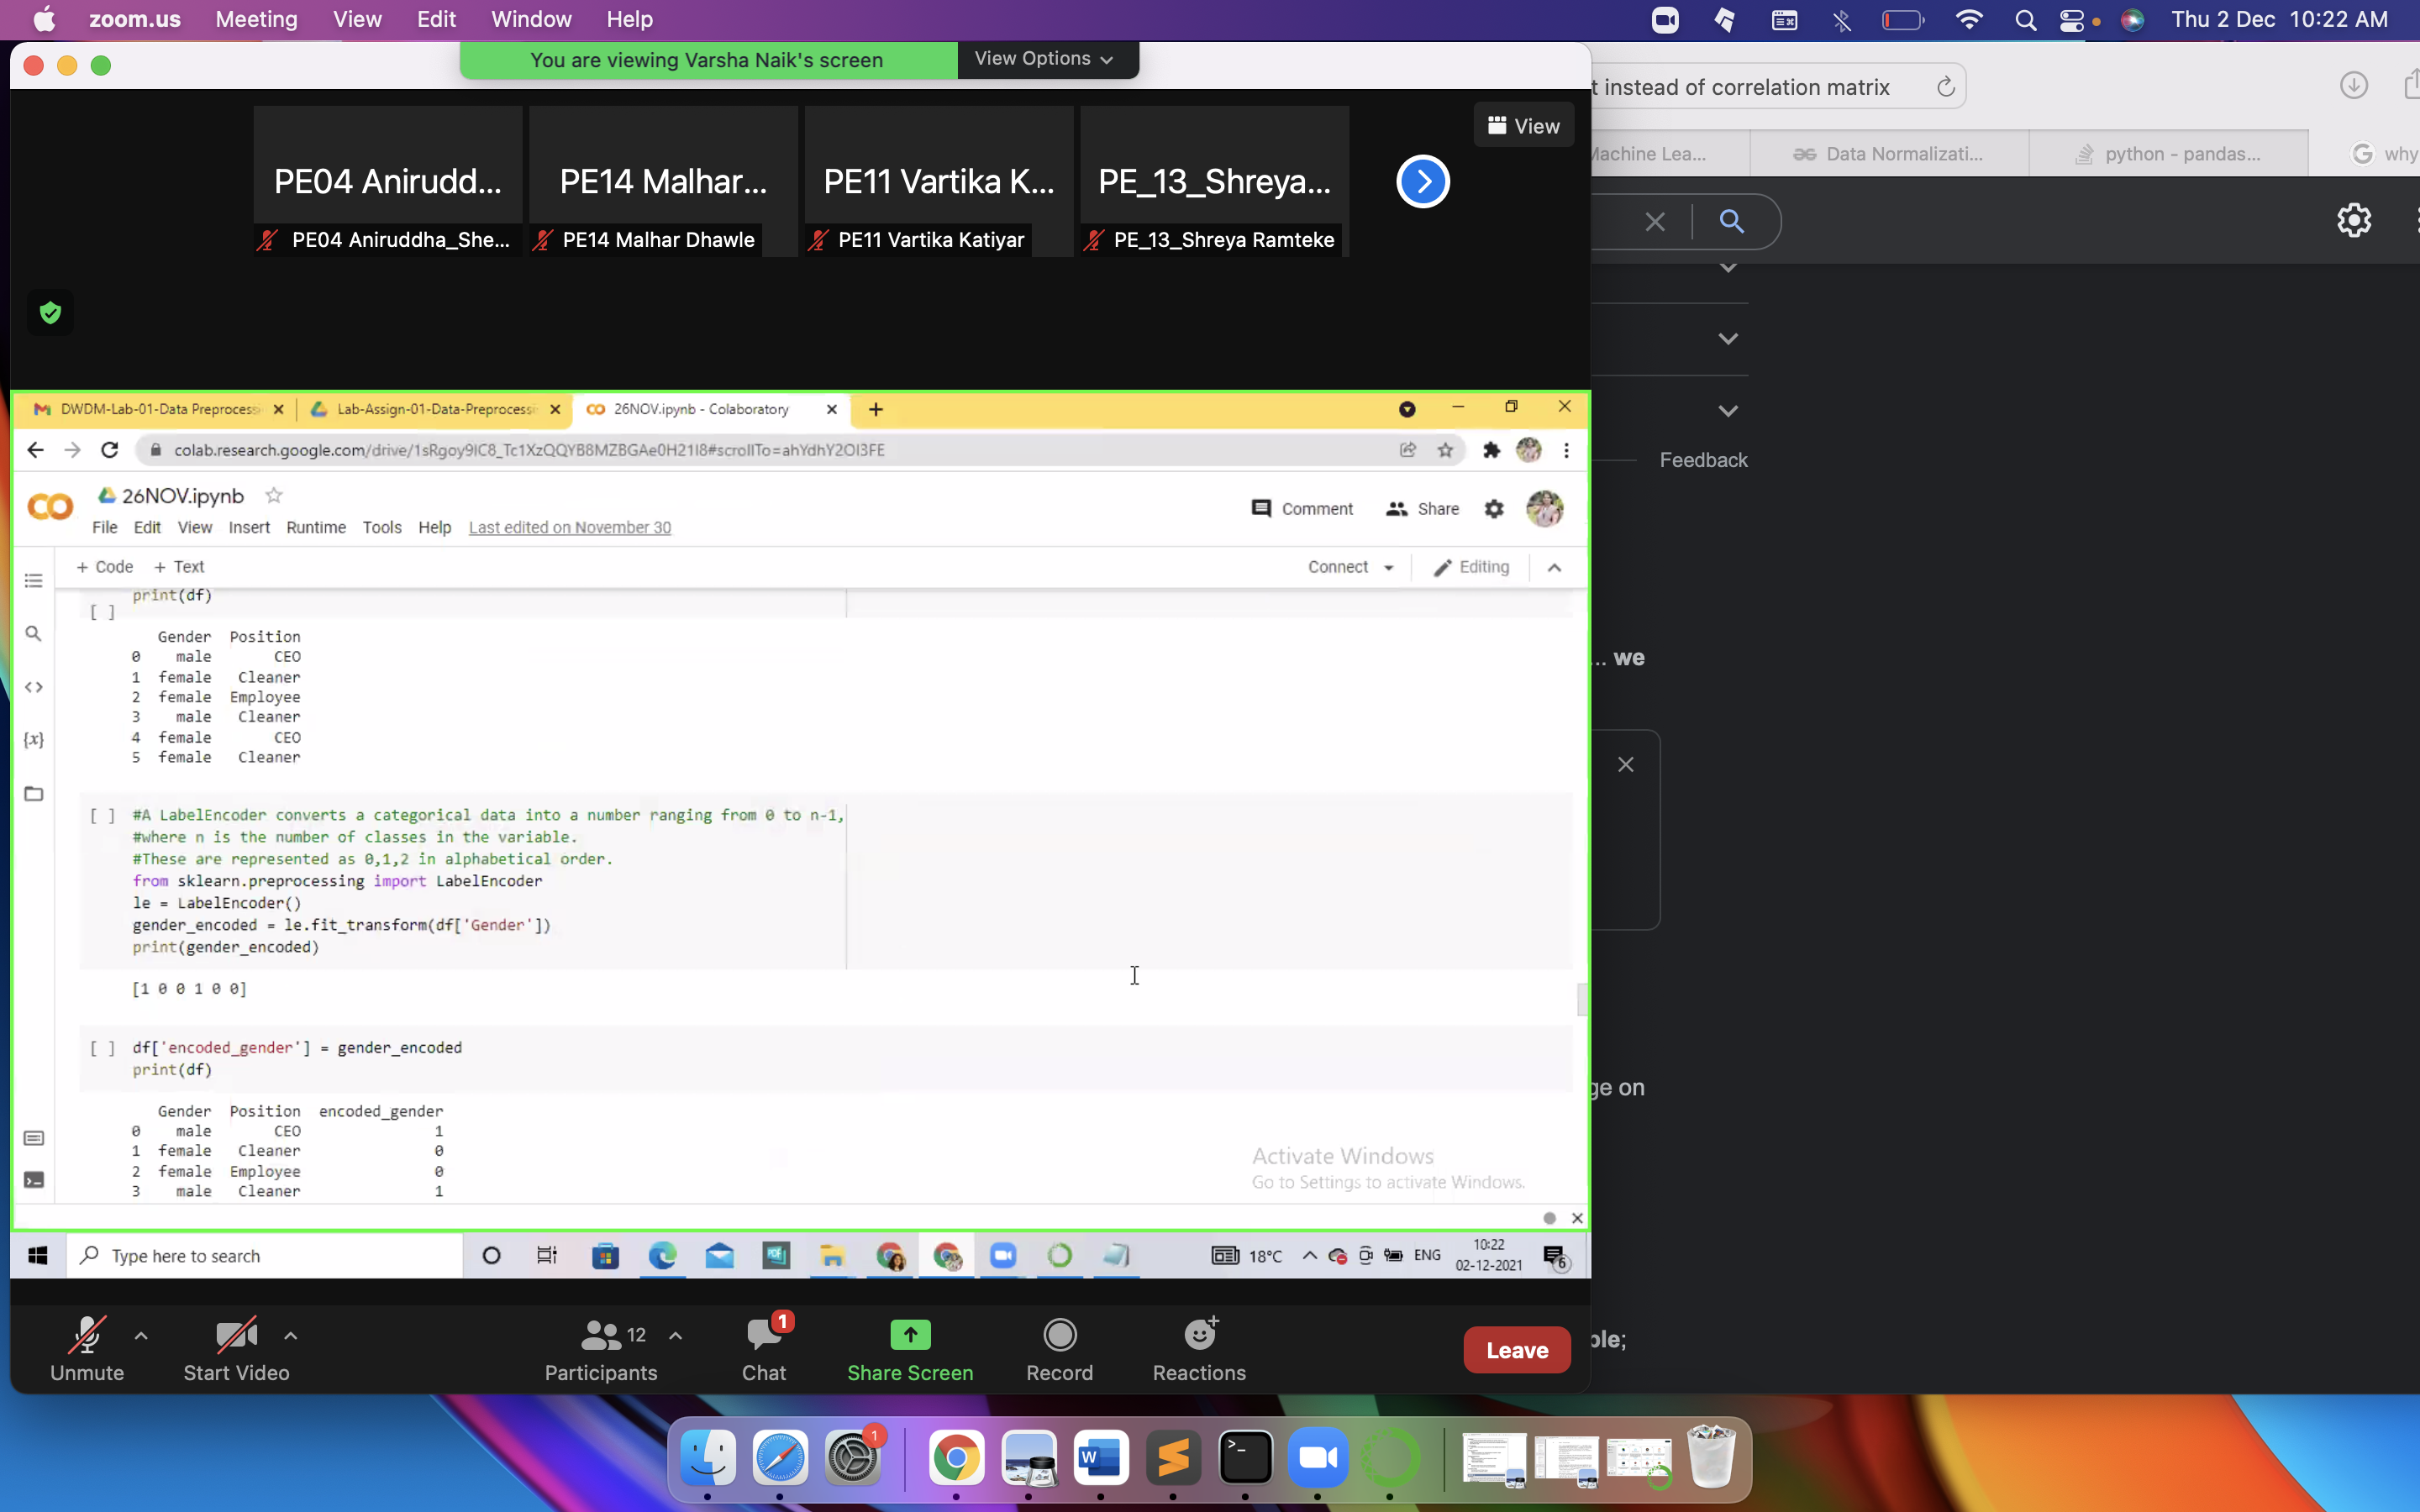 zoom.us Meeting View Edit Window Help Thu 2 Dec 10:22 AM
You are viewing Varsha Naik's screen View Options
t instead of correlation matrix
View
Machine Lea... Data Normalizati... python - pandas... why
PE04 Anirudd... PE14 Malhar... PE11 Vartika K... PE_13_Shreya...
PE04 Aniruddha_She... PE14 Malhar Dhawle PE11 Vartika Katiyar PE_13_Shreya Ramteke
DWDM-Lab-01-Data Preprocess Lab-Assign-01-Data-Preprocessi 26NOV.ipynb - Colaboratory
colab.research.google.com/drive/1sRgoy9IC8_Tc1XzQQYB8MZBGAe0H21I8#scrollTo=ahYdhY2OI3FE
Feedback
26NOV.ipynb
Comment Share
File Edit View Insert Runtime Tools Help Last edited on November 30
+ Code + Text Connect Editing
print(df)
[ ]
Gender Position
0 male CEO
1 female Cleaner
2 female Employee
3 male Cleaner
4 female CEO
5 female Cleaner
... we
[ ] #A LabelEncoder converts a categorical data into a number ranging from 0 to n-1,
#where n is the number of classes in the variable.
#These are represented as 0,1,2 in alphabetical order.
from sklearn.preprocessing import LabelEncoder
le = LabelEncoder()
gender_encoded = le.fit_transform(df['Gender'])
print(gender_encoded)
[1 0 0 1 0 0]
[ ] df['encoded_gender'] = gender_encoded
print(df)
ge on
Gender Position encoded_gender
0 male CEO 1
1 female Cleaner 0
2 female Employee 0
3 male Cleaner 1
Activate Windows
Go to Settings to activate Windows.
Type here to search 18°C ENG 10:22
02-12-2021
6
12 1
ble;
Unmute Start Video Participants Chat Share Screen Record Reactions Leave
1
W